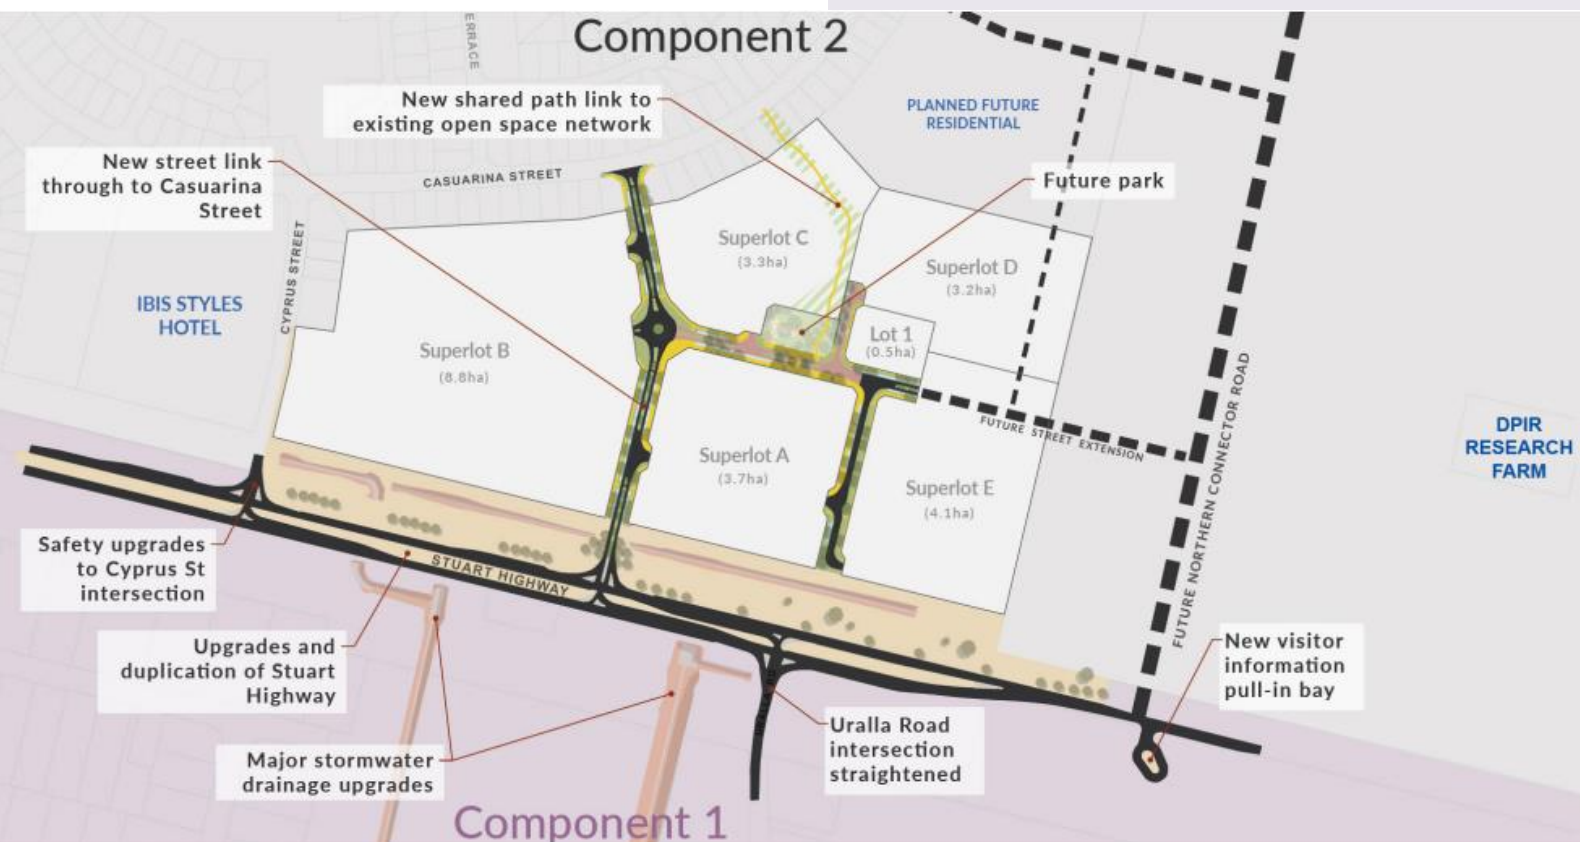 Component 2
ERRACE
New shared path link to
existing open space network
PLANNED FUTURE
RESIDENTIAL
New street link
through to Casuarina
Street
CASUARINA STREET
Future park
CYPRUS STREET
IBIS STYLES
HOTEL
Superlot C
(3.3ha)
Superlot D
(3.2ha)
Lot 1
(0.5ha)
Superlot B
(8.8ha)
Superlot A
(3.7ha)
Superlot E
(4.1ha)
FUTURE STREET EXTENSION
FUTURE NORTHERN CONNECTOR ROAD
DPIR
RESEARCH
FARM
Safety upgrades
to Cyprus St
intersection
STUART HIGHWAY
Upgrades and
duplication of Stuart
Highway
Major stormwater
drainage upgrades
Uralla Road
intersection
straightened
New visitor
information
pull-in bay
Component 1